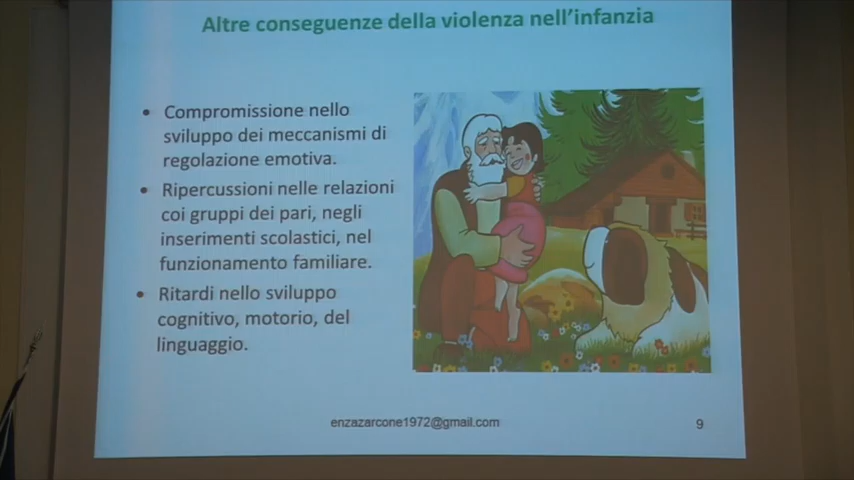 Altre conseguenze della violenza nell'infanzia
• Compromissione nello
sviluppo dei meccanismi di
regolazione emotiva.
• Ripercussioni nelle relazioni
coi gruppi dei pari, negli
inserimenti scolastici, nel
funzionamento familiare.
• Ritardi nello sviluppo
cognitivo, motorio, del
linguaggio.
enzazarcone1972@gmail.com
9